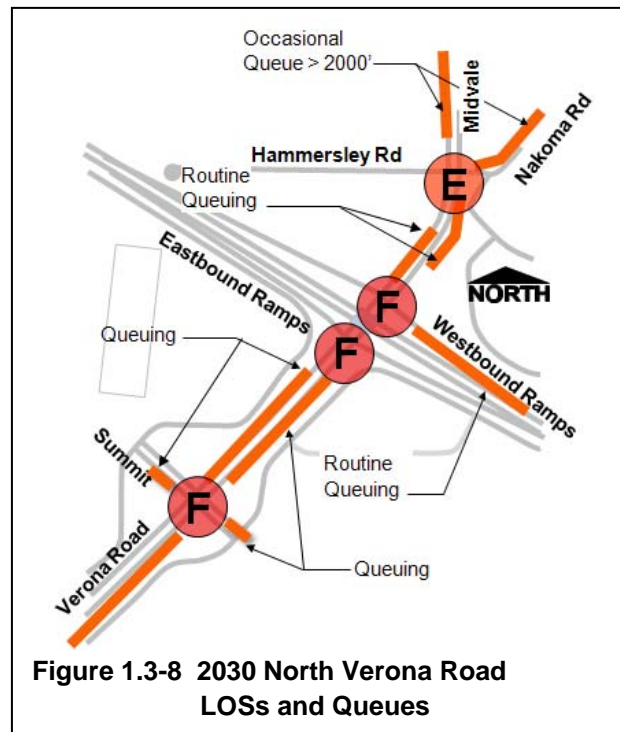 Occasional
Queue > 2000'
Midvale
Nakoma Rd
Hammersley Rd
E
Routine
Queuing
NORTH
Eastbound Ramps
F
F
Westbound Ramps
Queuing
Summit
Routine
Queuing
F
Verona Road
Queuing
Figure 1.3-8 2030 North Verona Road
LOSs and Queues